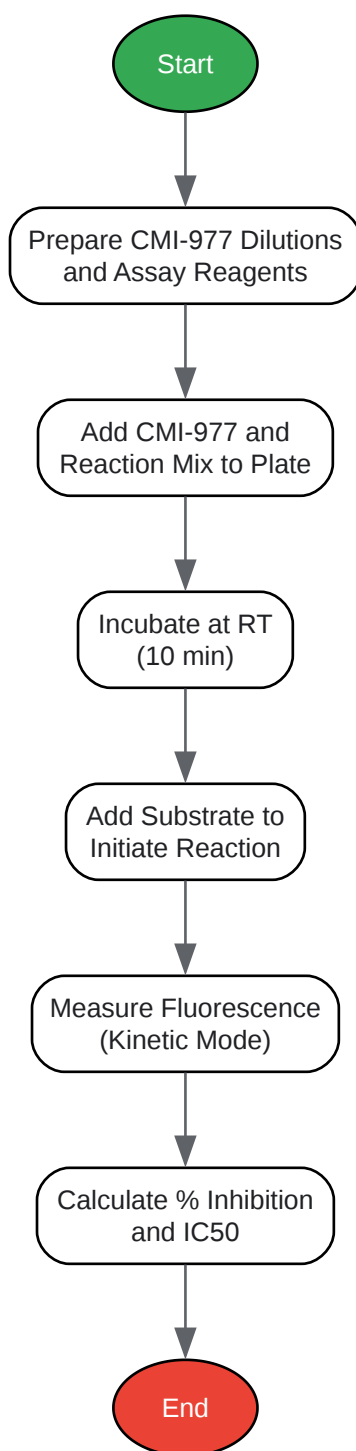 Start
Prepare CMI-977 Dilutions
and Assay Reagents
Add CMI-977 and
Reaction Mix to Plate
Incubate at RT
(10 min)
Add Substrate to
Initiate Reaction
Measure Fluorescence
(Kinetic Mode)
Calculate % Inhibition
and IC50
End